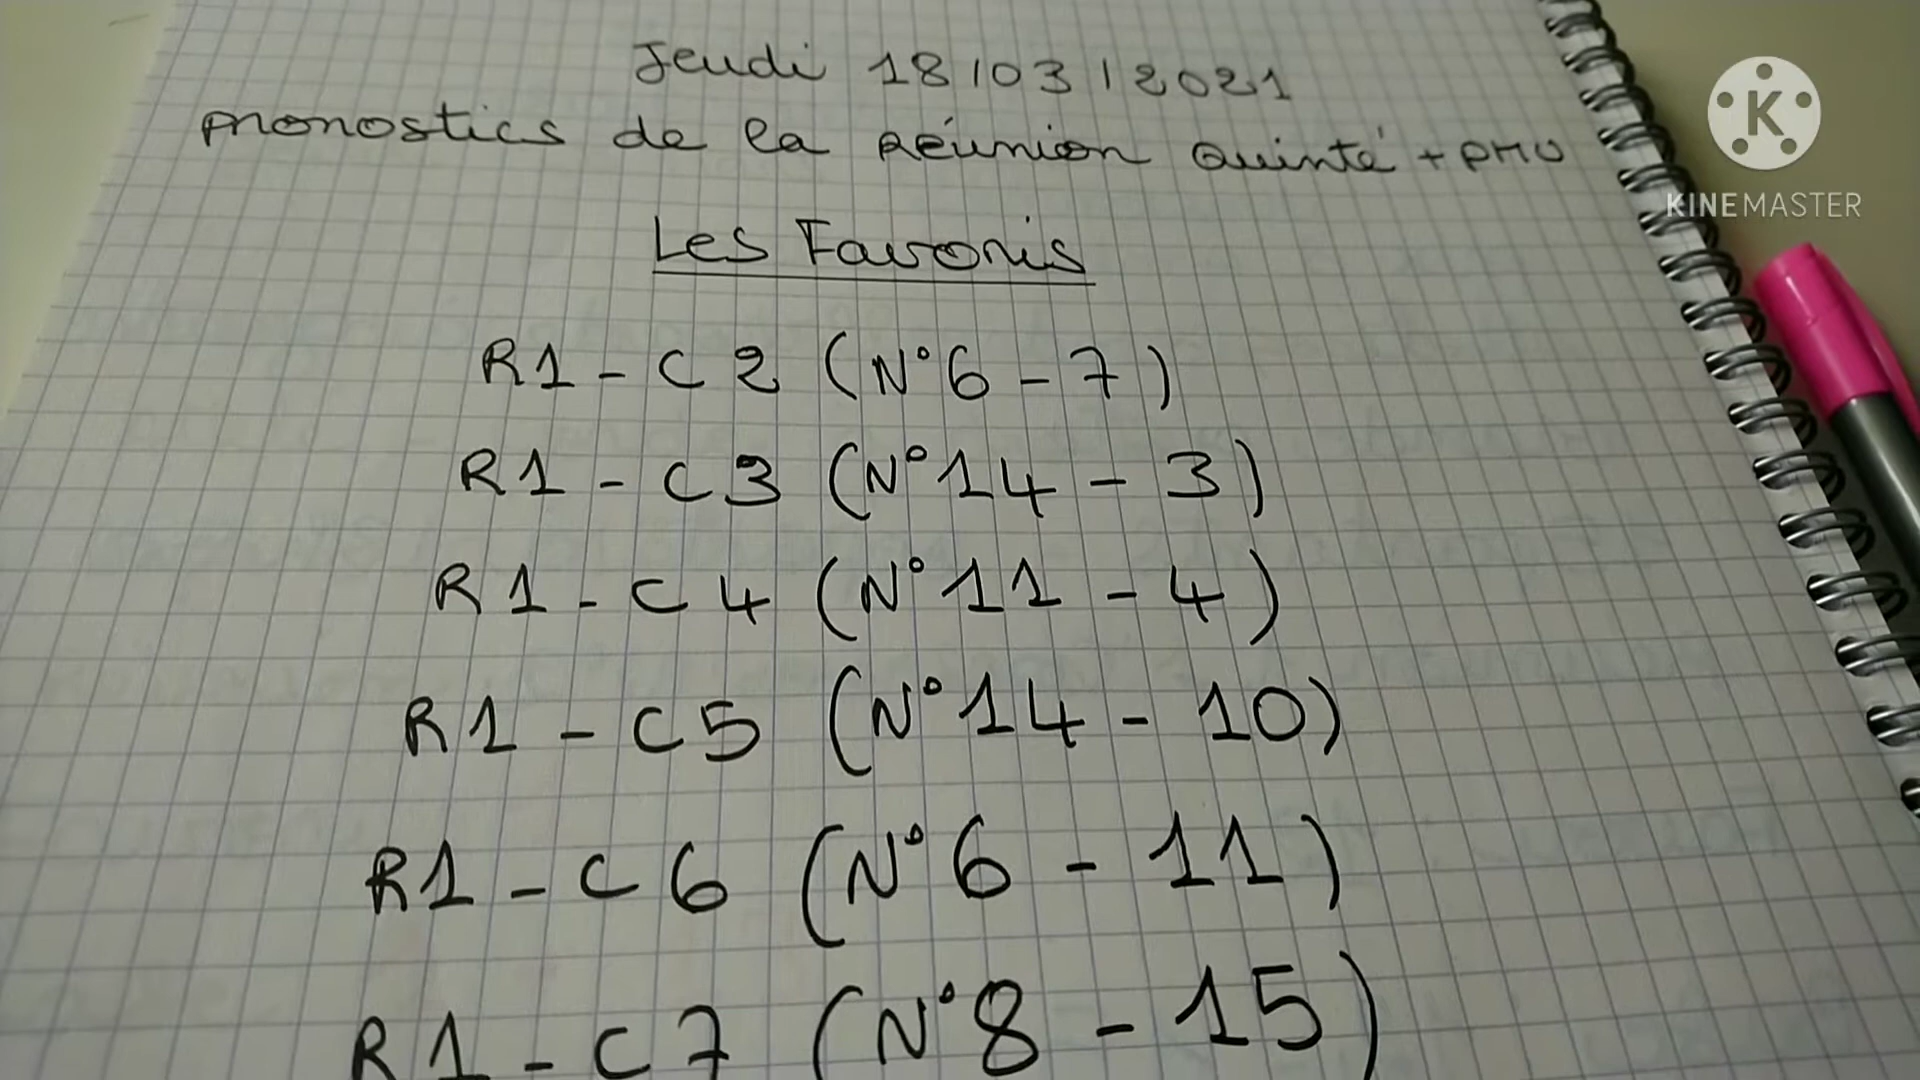 Jeudi 18/03/2021
pronostics de la Réunion Quinté + PMU
Les Favoris
R1 - C2 (N°6 - 7)
R1 - C3 (N°14 - 3)
R1 - C4 (N°11 - 4)
R1 - C5 (N°14 - 10)
R1 - C6 (N°6 - 11)
R1 - C7 (N°8 - 15)
K
KINEMASTER